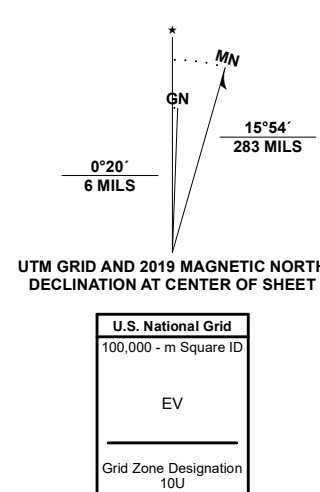 ★
MN
GN
15°54´
283 MILS
0°20´
6 MILS
UTM GRID AND 2019 MAGNETIC NORTH
DECLINATION AT CENTER OF SHEET
U.S. National Grid
100,000 - m Square ID
EV
Grid Zone Designation
10U